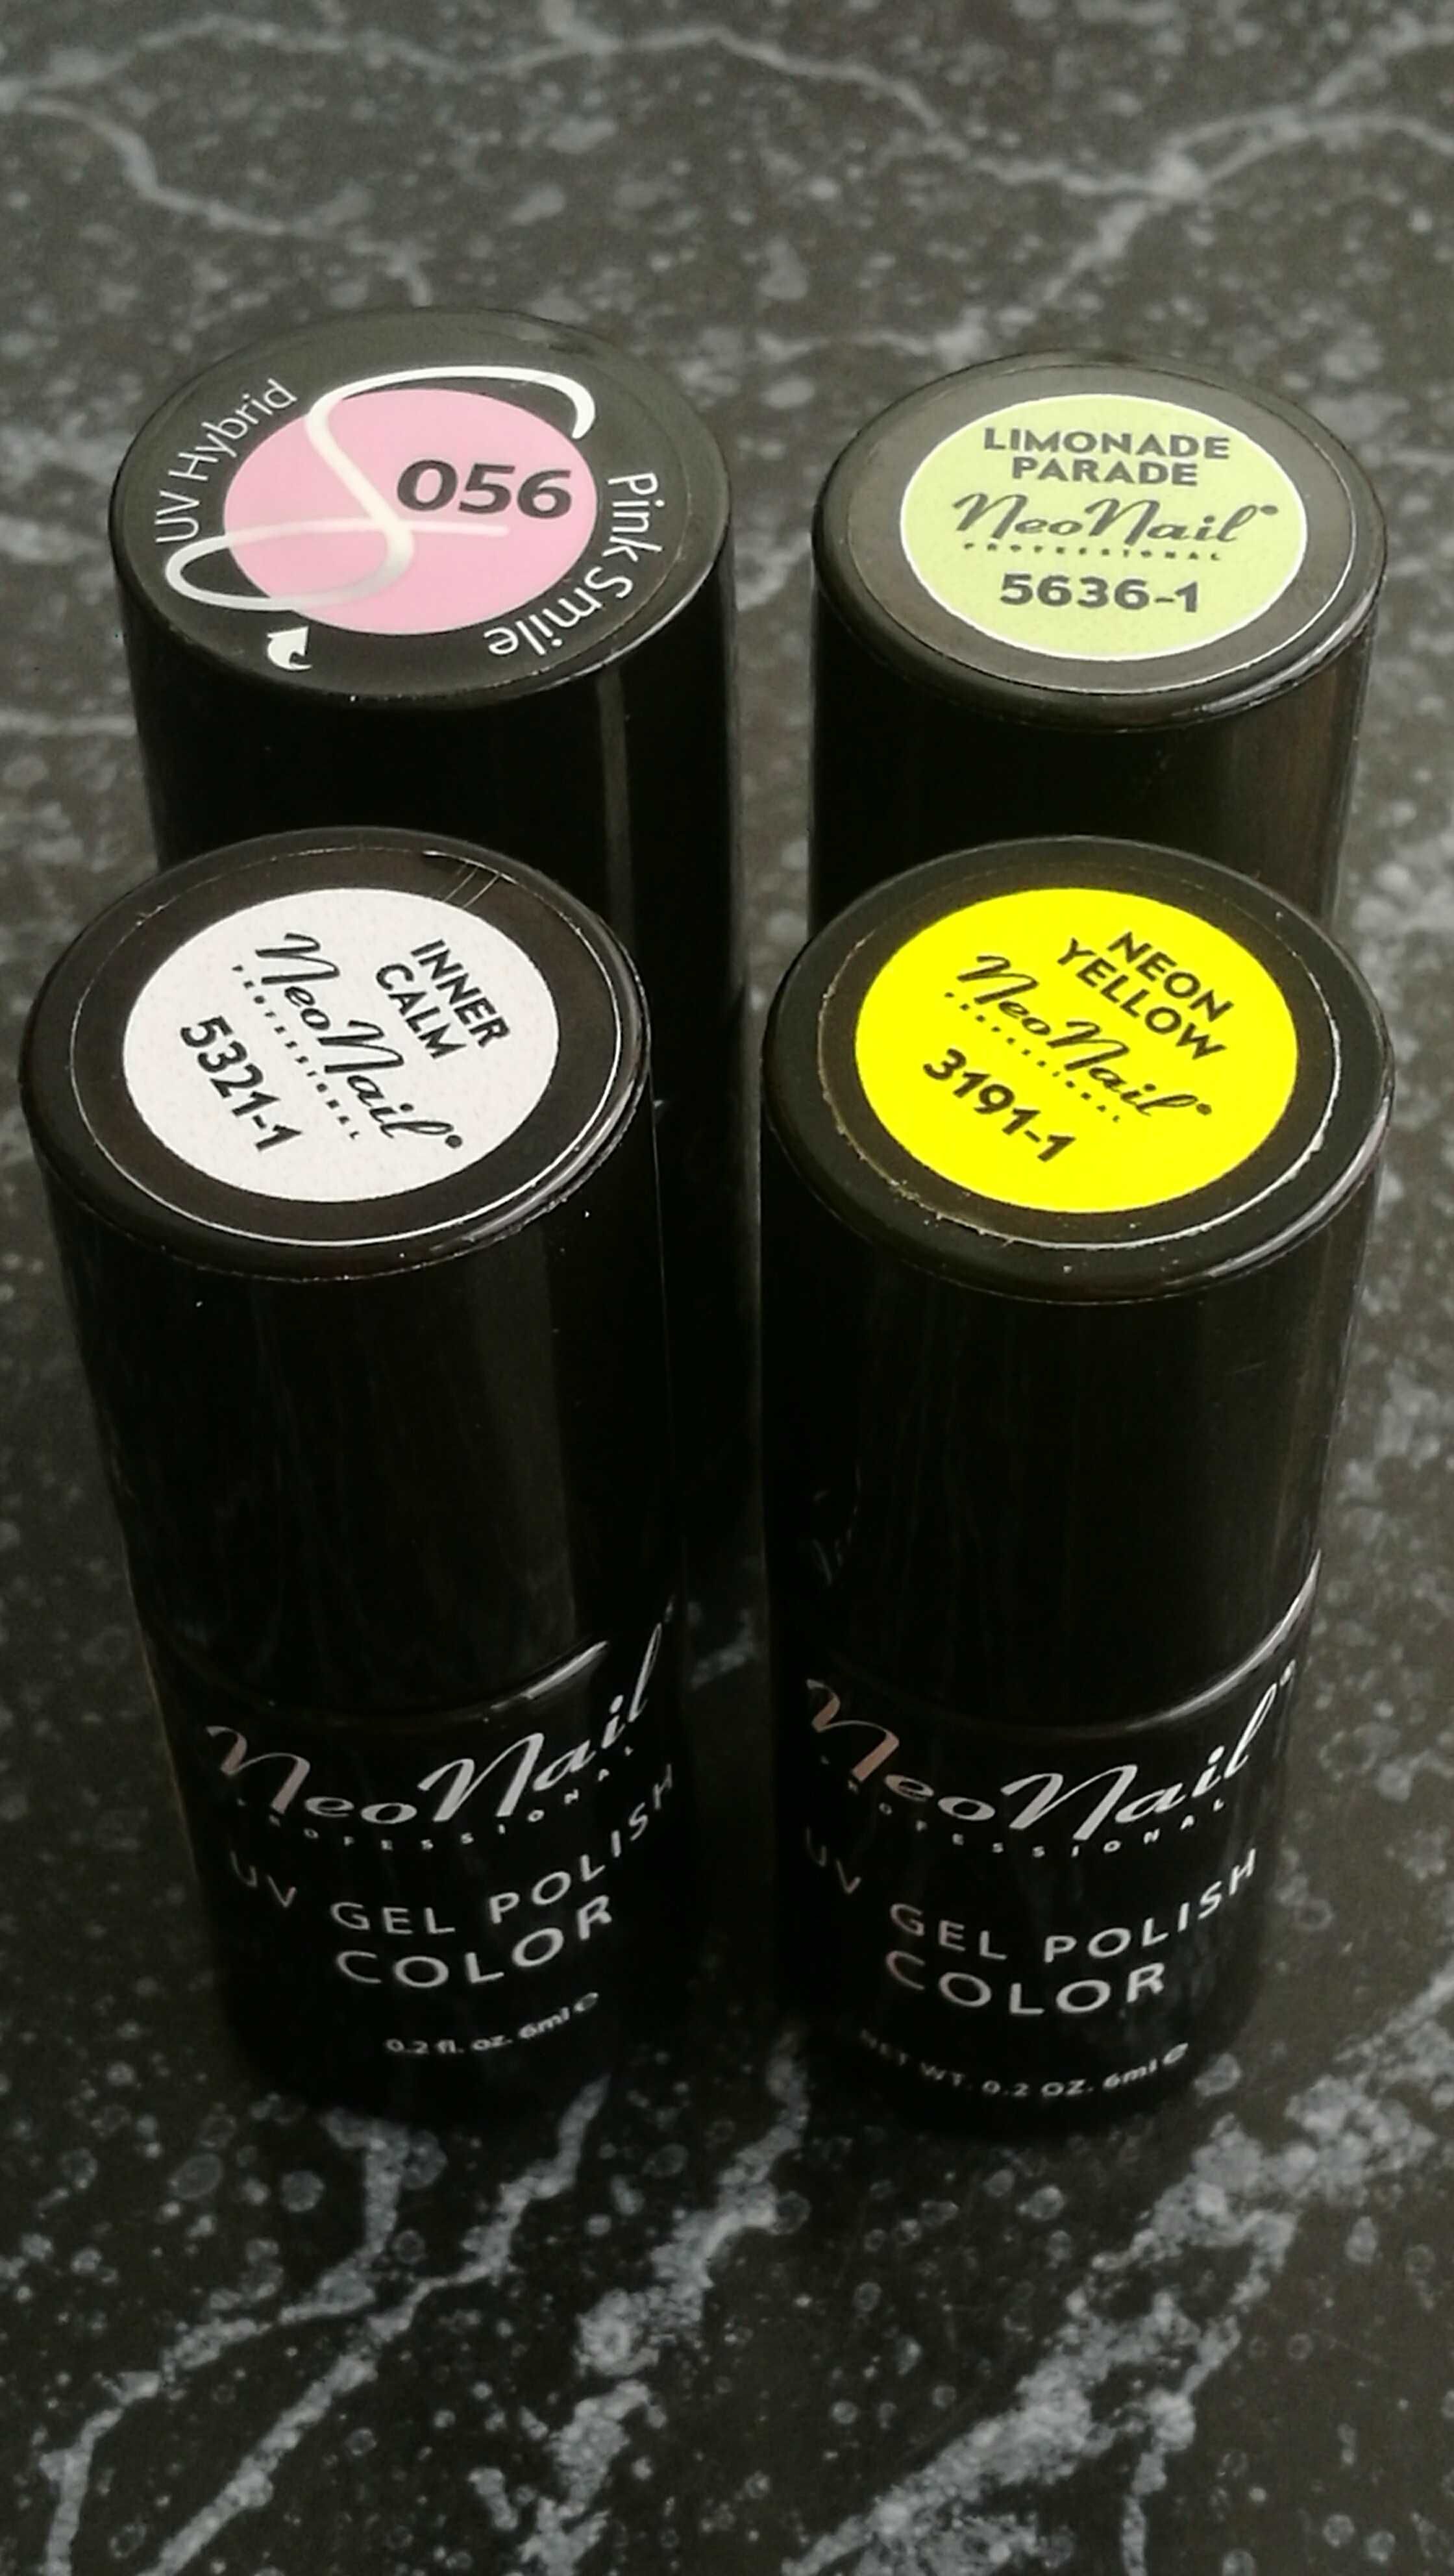 UV Hybrid
056
Pink Smile
LIMONADE
PARADE
NeoNail®
PROFESSIONAL
5636-1
INNER
CALM
NeoNail®
PROFESSIONAL
5321-1
NEON
YELLOW
NeoNail®
PROFESSIONAL
3191-1
NeoNail
PROFESSIONAL
UV GEL POLISH
COLOR
0.2 fl. oz. 6ml ℮
NeoNail®
PROFESSIONAL
UV GEL POLISH
COLOR
NET WT. 0.2 OZ. 6ml ℮